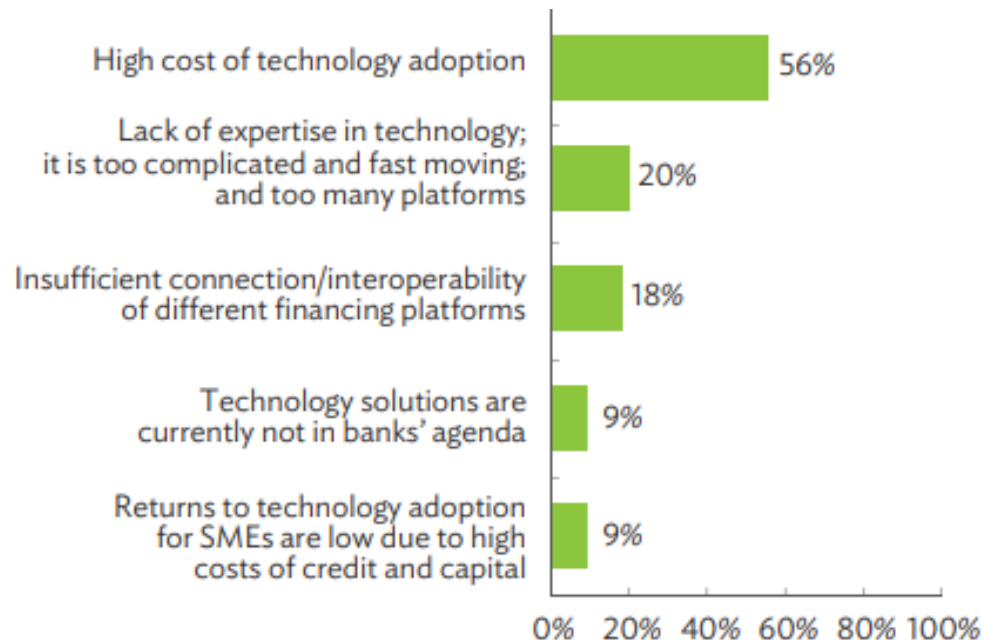 High cost of technology adoption
56%
Lack of expertise in technology;
it is too complicated and fast moving;
and too many platforms
20%
Insufficient connection/interoperability
of different financing platforms
18%
Technology solutions are
currently not in banks’ agenda
9%
Returns to technology adoption
for SMEs are low due to high
costs of credit and capital
9%
0% 20% 40% 60% 80% 100%